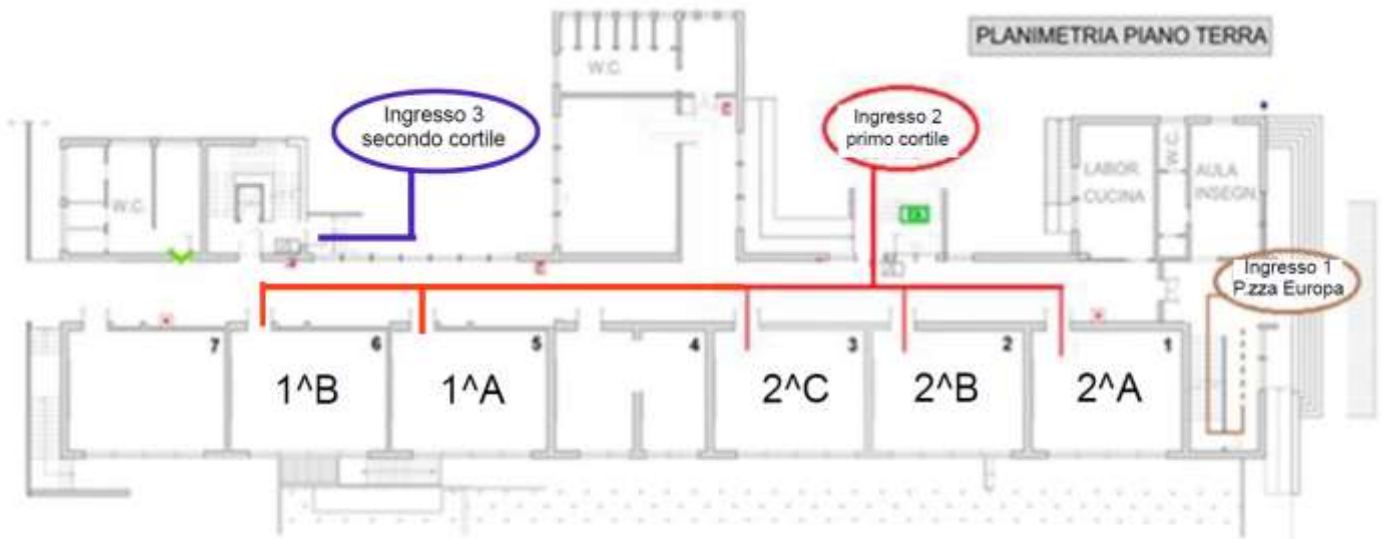 PLANIMETRIA PIANO TERRA
W.C.
Ingresso 3
secondo cortile
Ingresso 2
primo cortile
LABOR.
CUCINA
W.C.
AULA
INSEGN.
W.C.
Ingresso 1
P.zza Europa
7
6
5
4
3
2
1
1^B
1^A
2^C
2^B
2^A